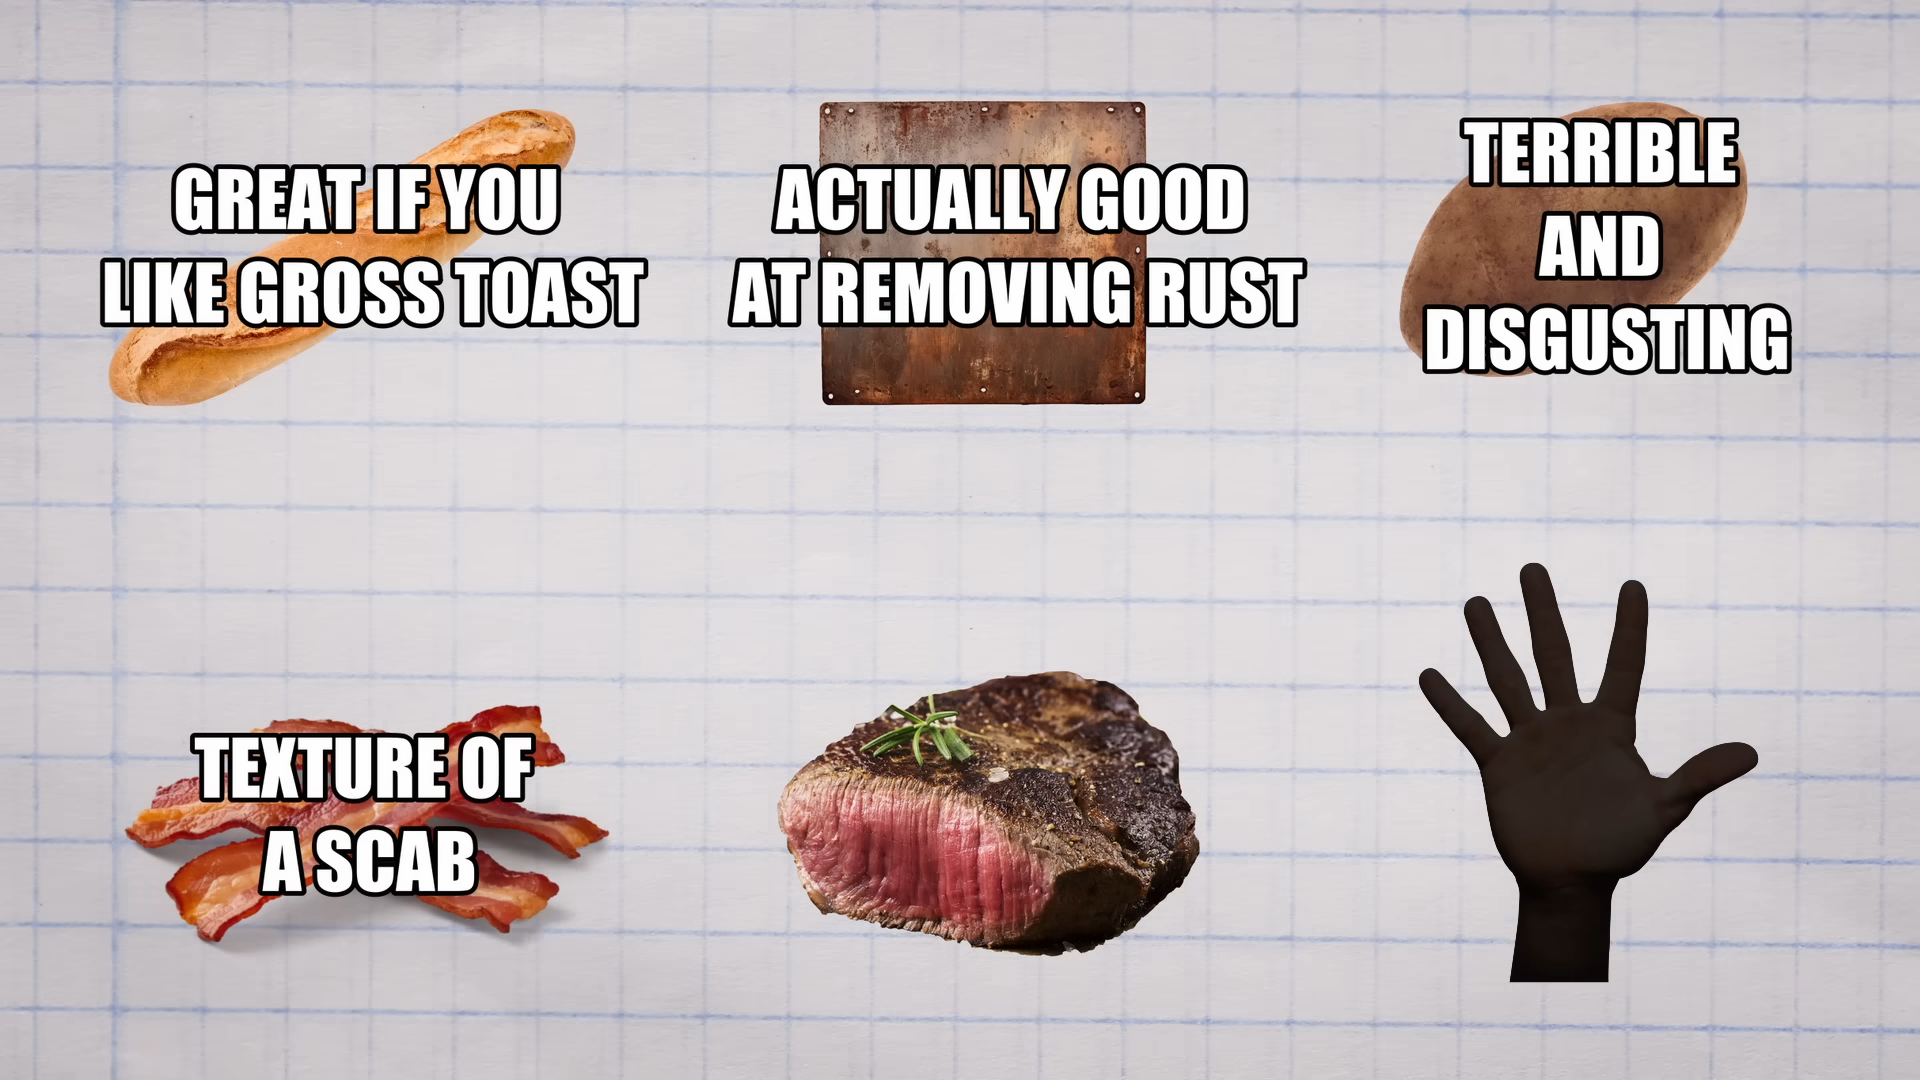 GREAT IF YOU
LIKE GROSS TOAST
ACTUALLY GOOD
AT REMOVING RUST
TERRIBLE
AND
DISGUSTING
TEXTURE OF
A SCAB